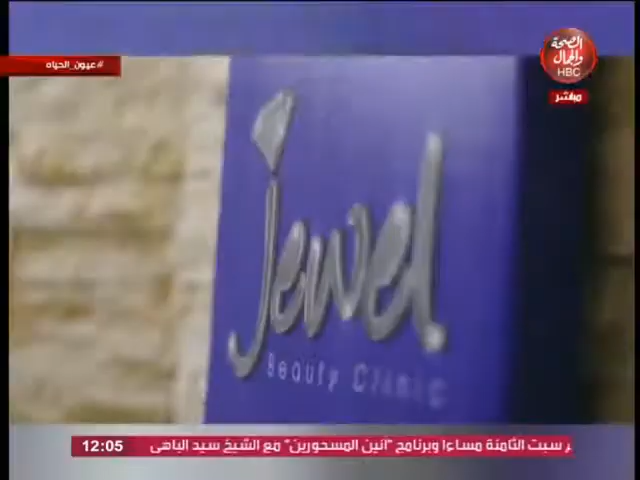 #عيون_الحياه
الصحة
والجمال
HBC
مباشر
jewel
Beauty Clinic
12:05
ر سبت الثامنة مساءا وبرنامج "أنين المسحورين" مع الشيخ سيد الباهى